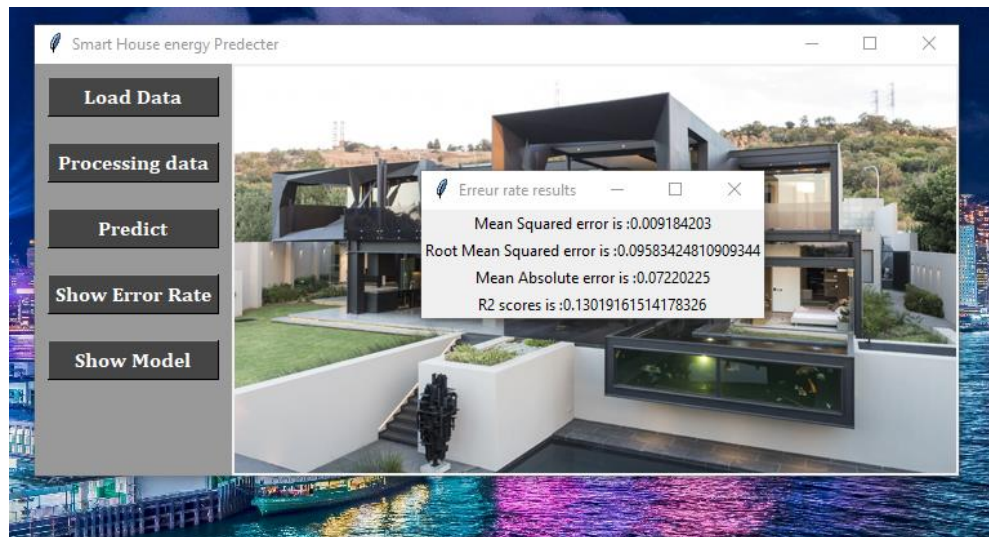 Smart House energy Predecter
Load Data
Processing data
Predict
Show Error Rate
Show Model
Erreur rate results
Mean Squared error is :0.009184203
Root Mean Squared error is :0.09583424810909344
Mean Absolute error is :0.07220225
R2 scores is :0.13019161514178326